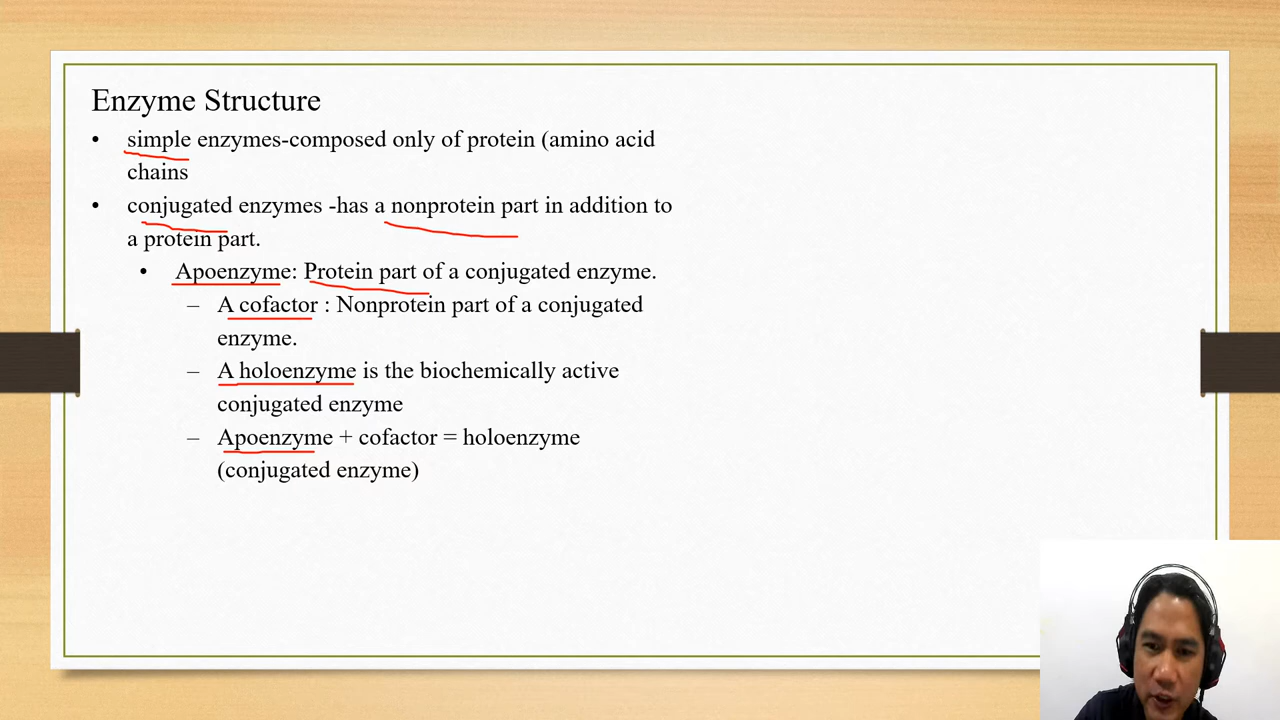 Enzyme Structure
• simple enzymes-composed only of protein (amino acid
chains
• conjugated enzymes -has a nonprotein part in addition to
a protein part.
• Apoenzyme: Protein part of a conjugated enzyme.
– A cofactor : Nonprotein part of a conjugated
enzyme.
– A holoenzyme is the biochemically active
conjugated enzyme
– Apoenzyme + cofactor = holoenzyme
(conjugated enzyme)